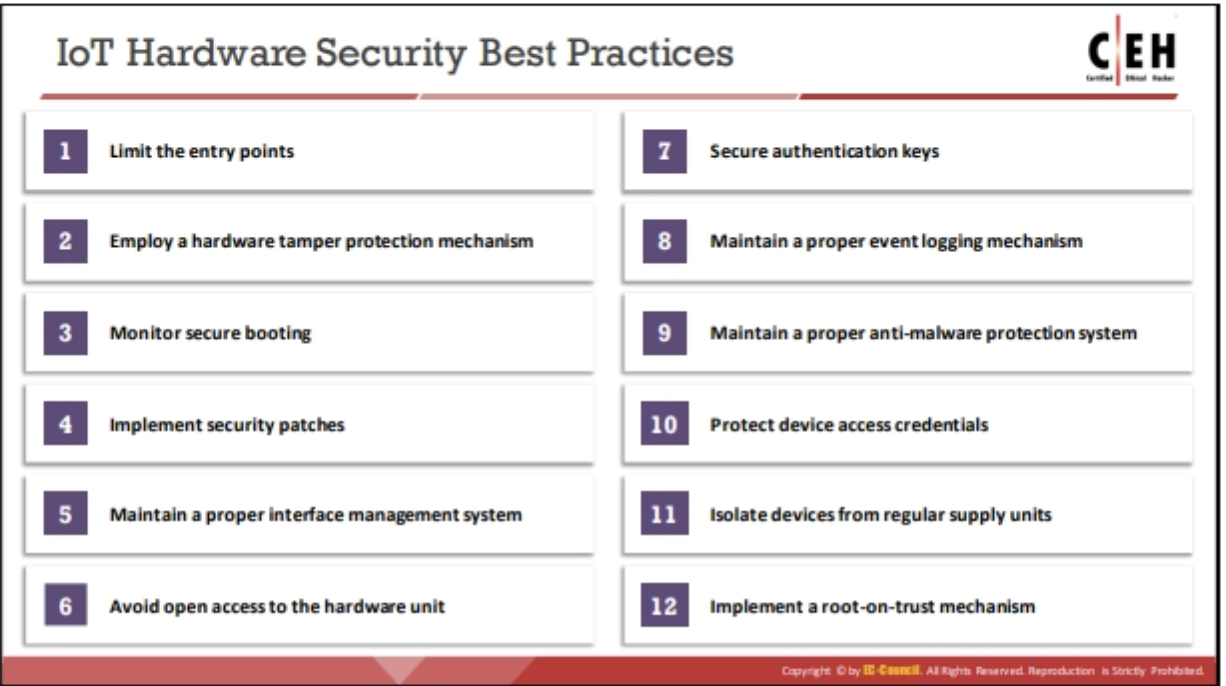 IoT Hardware Security Best Practices
C EH
Certified Ethical Hacker
1 Limit the entry points
2 Employ a hardware tamper protection mechanism
3 Monitor secure booting
4 Implement security patches
5 Maintain a proper interface management system
6 Avoid open access to the hardware unit
7 Secure authentication keys
8 Maintain a proper event logging mechanism
9 Maintain a proper anti-malware protection system
10 Protect device access credentials
11 Isolate devices from regular supply units
12 Implement a root-on-trust mechanism
Copyright © by EC-Council. All Rights Reserved. Reproduction is Strictly Prohibited.